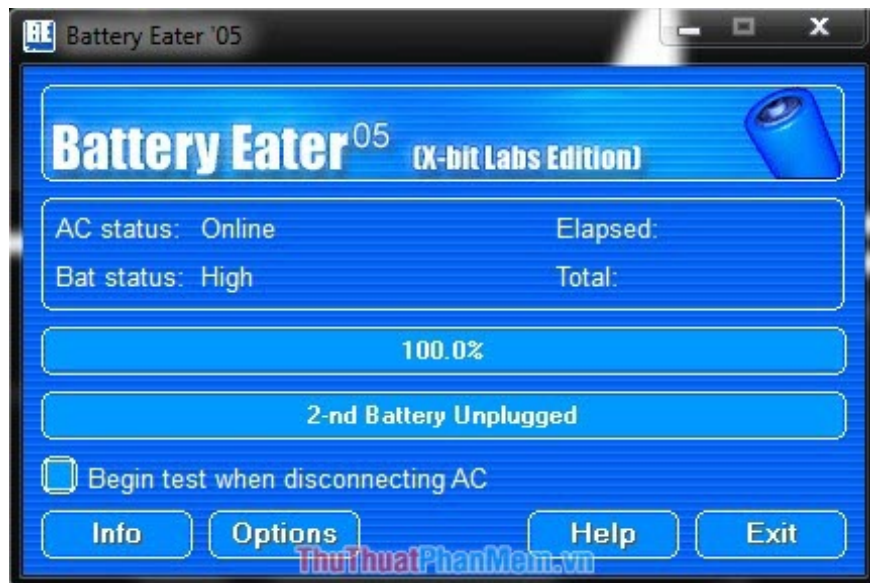 BE Battery Eater '05
Battery Eater 05 (X-bit Labs Edition)
AC status: Online Elapsed:
Bat status: High Total:
100.0%
2-nd Battery Unplugged
Begin test when disconnecting AC
Info Options Help Exit
ThuThuatPhanMem.vn